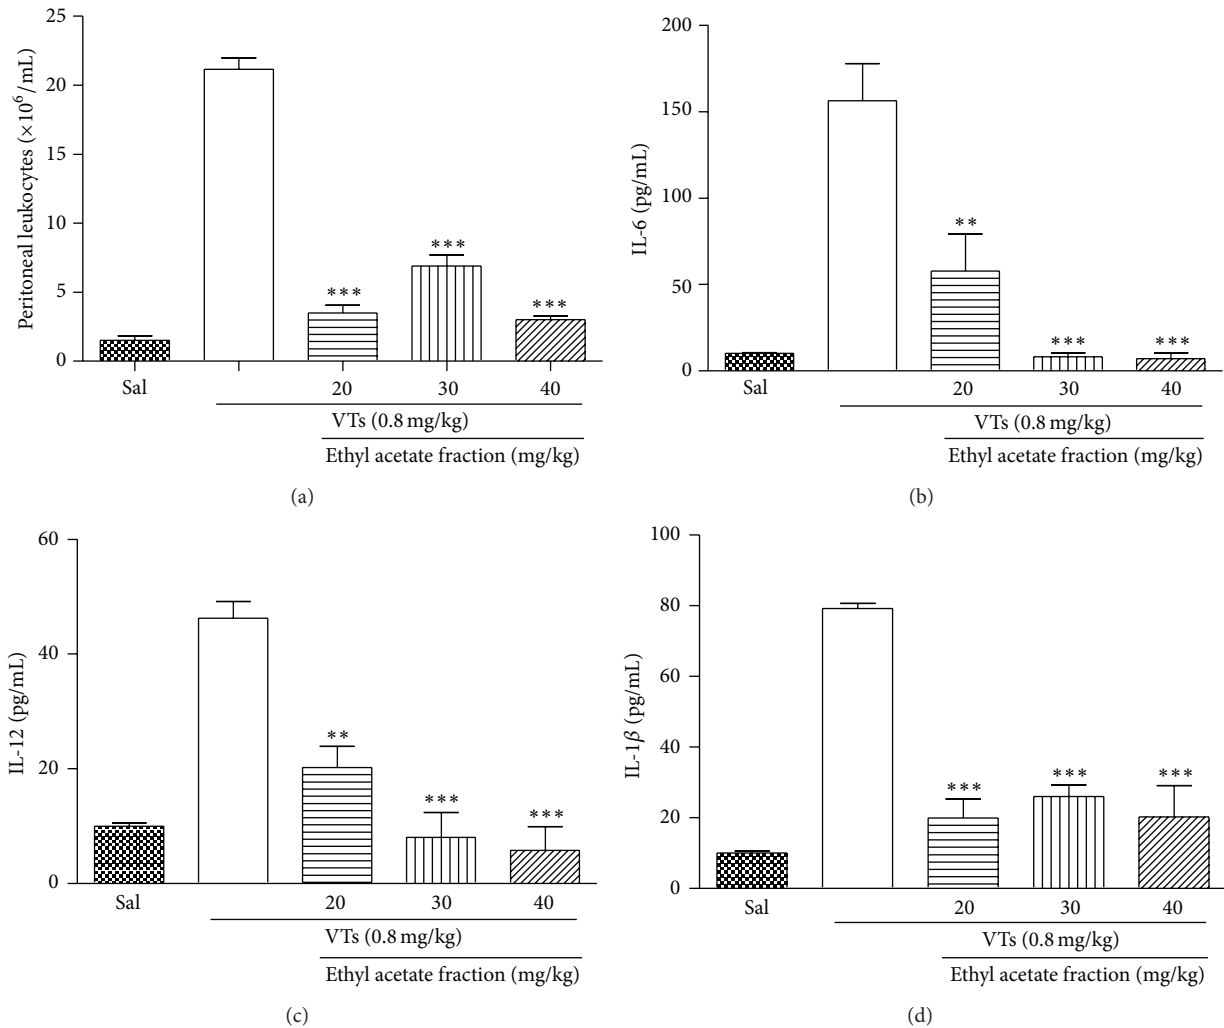 25
20
15
10
5
0
Peritoneal leukocytes (×10⁶/mL)
***
***
***
Sal
20
30
40
VTs (0.8 mg/kg)
Ethyl acetate fraction (mg/kg)
(a)
200
150
100
50
0
IL-6 (pg/mL)
**
***
***
Sal
20
30
40
VTs (0.8 mg/kg)
Ethyl acetate fraction (mg/kg)
(b)
60
40
20
0
IL-12 (pg/mL)
**
***
***
Sal
20
30
40
VTs (0.8 mg/kg)
Ethyl acetate fraction (mg/kg)
(c)
100
80
60
40
20
0
IL-1β (pg/mL)
***
***
***
Sal
20
30
40
VTs (0.8 mg/kg)
Ethyl acetate fraction (mg/kg)
(d)